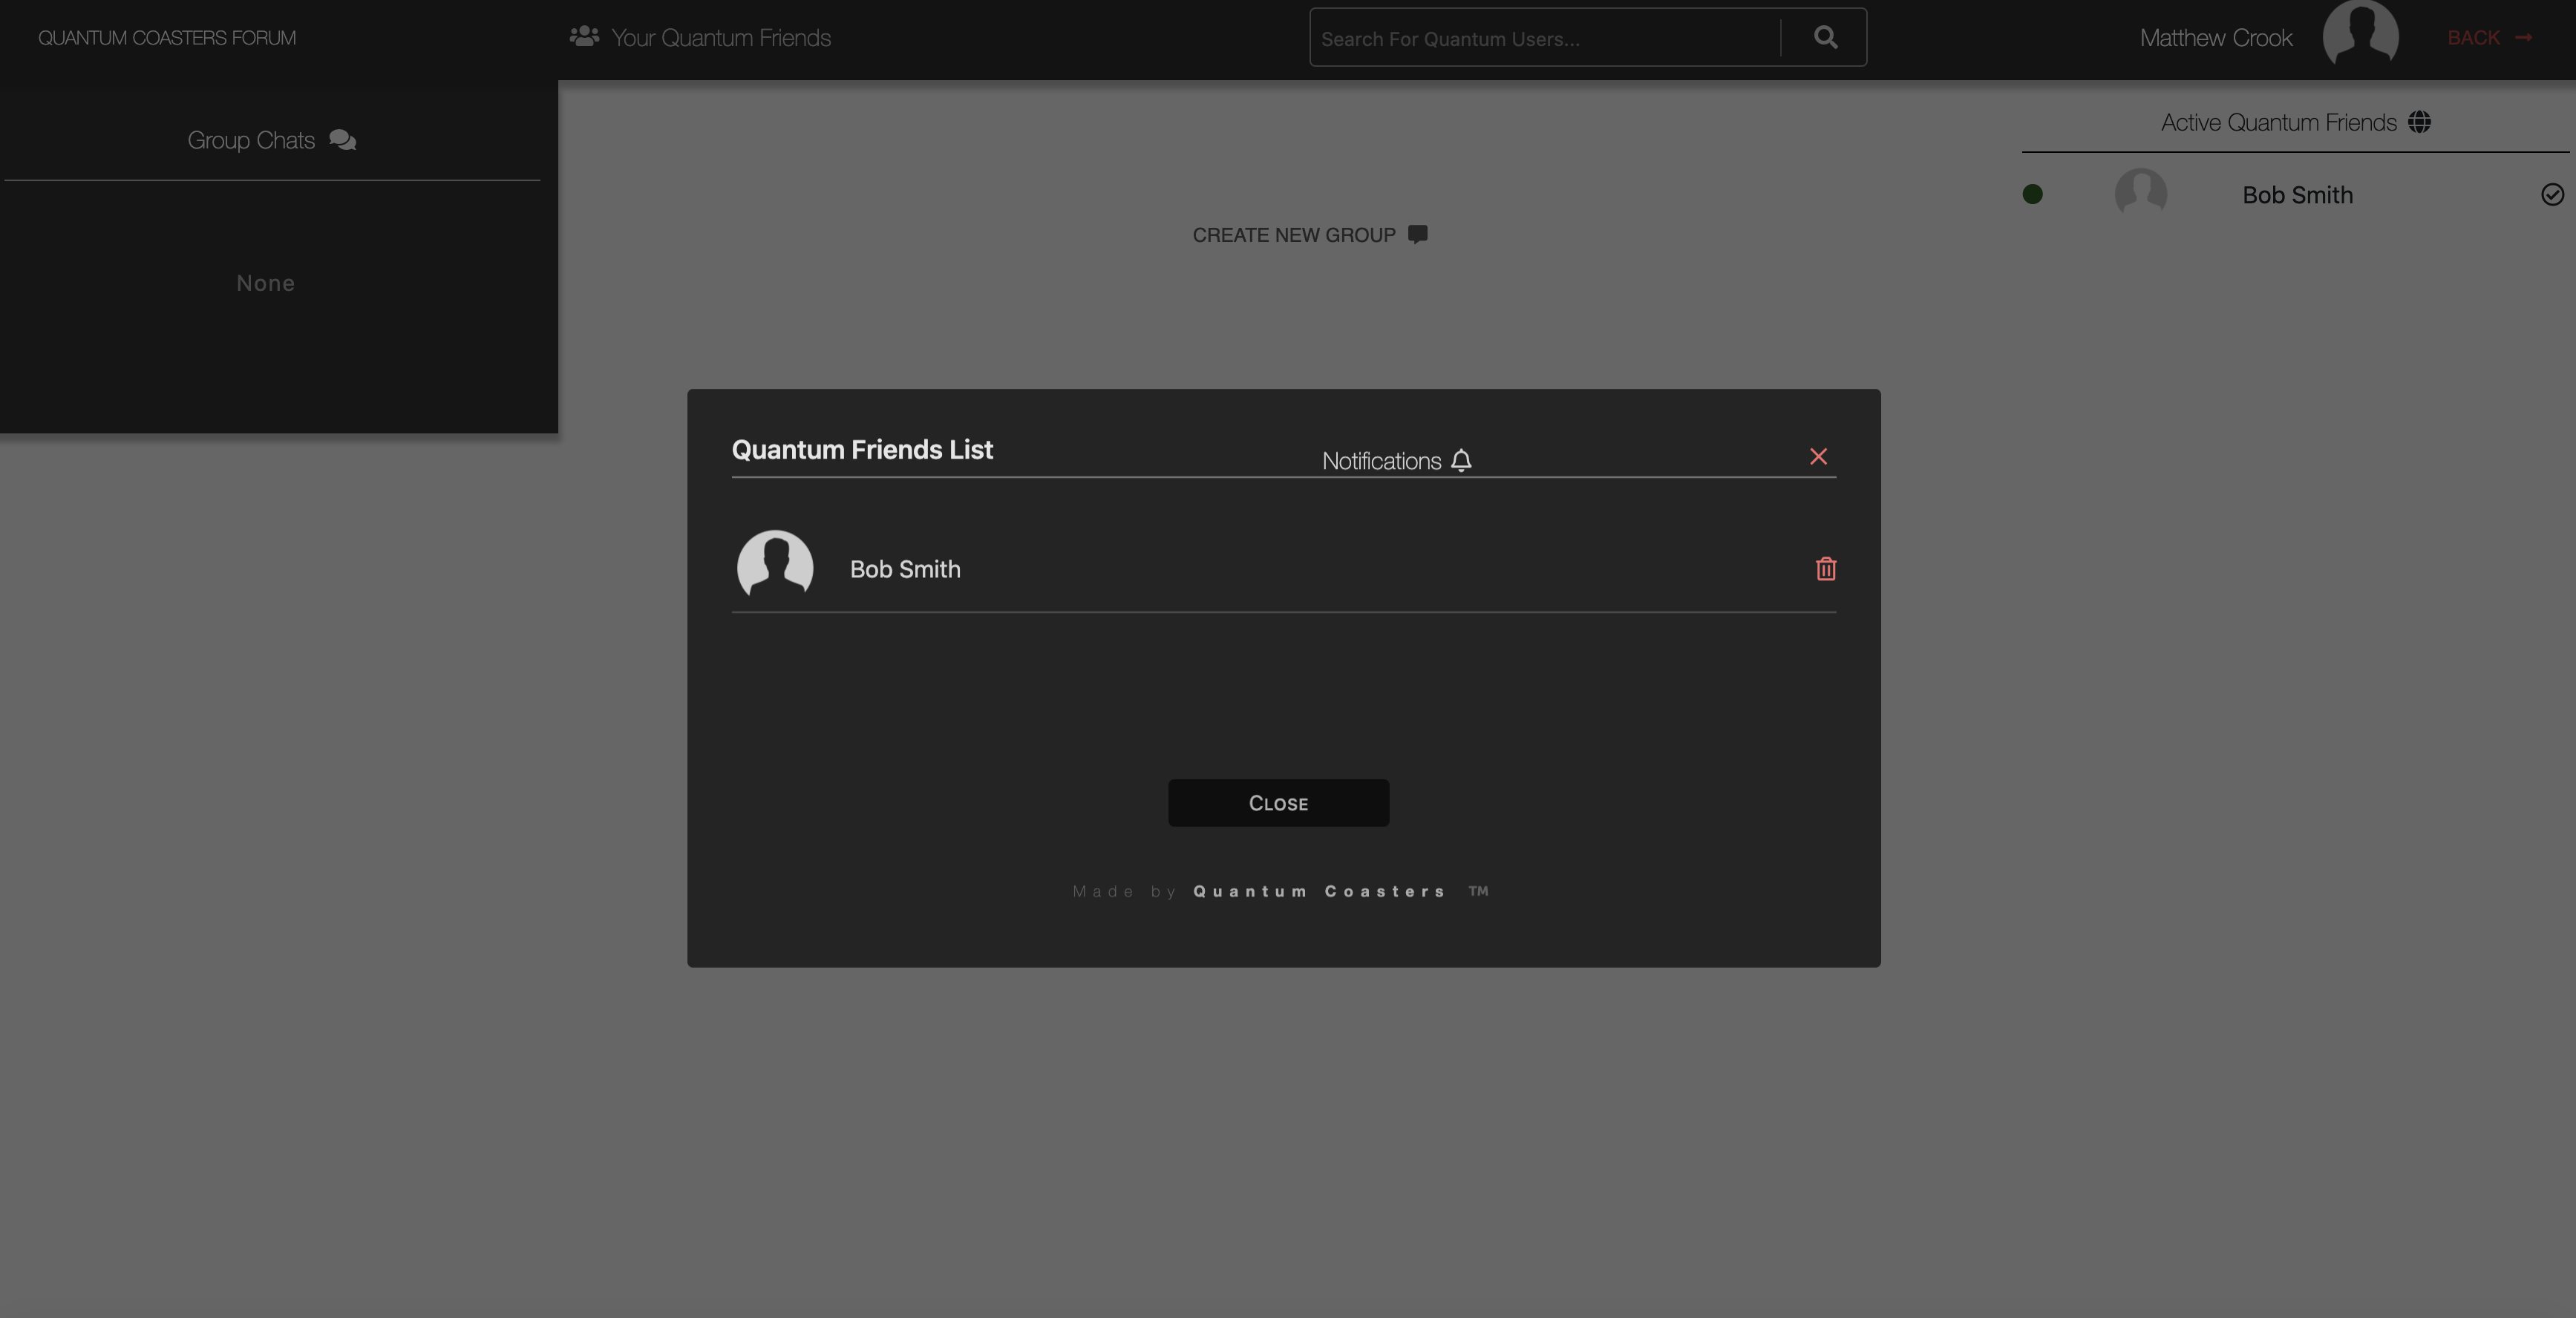 QUANTUM COASTERS FORUM
Your Quantum Friends
Search For Quantum Users...
Matthew Crook
BACK
Group Chats
None
CREATE NEW GROUP
Active Quantum Friends
Bob Smith
Quantum Friends List
Notifications
Bob Smith
CLOSE
Made by Quantum Coasters ™